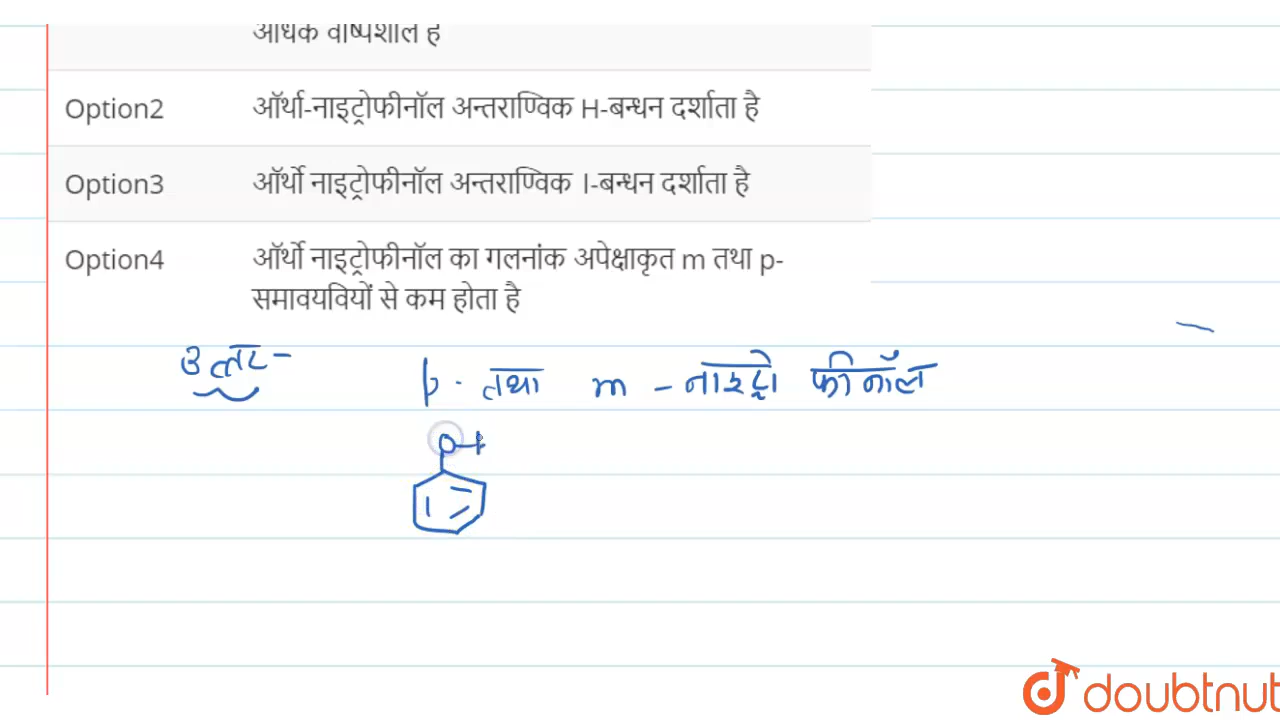 अधिक वाष्पशील है
Option2 ऑर्था-नाइट्रोफीनॉल अन्तराण्विक H-बन्धन दर्शाता है
Option3 ऑर्थो नाइट्रोफीनॉल अन्तराण्विक I-बन्धन दर्शाता है
Option4 ऑर्थो नाइट्रोफीनॉल का गलनांक अपेक्षाकृत m तथा p-
समावयवियों से कम होता है
उत्तर- p. तथा m - नाइट्रो फीनॉल
doubtnut